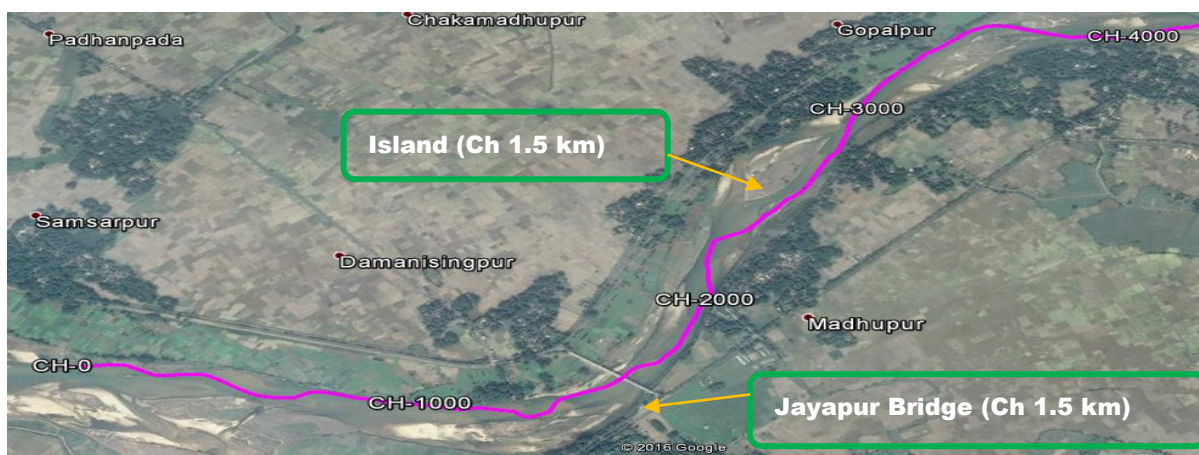 Chakamadhupur
Padhanpada
Gopalpur
CH-4000
CH-3000
Island (Ch 1.5 km)
Samsarpur
Damanisingpur
CH-2000
Madhupur
CH-0
CH-1000
Jayapur Bridge (Ch 1.5 km)
© 2016 Google